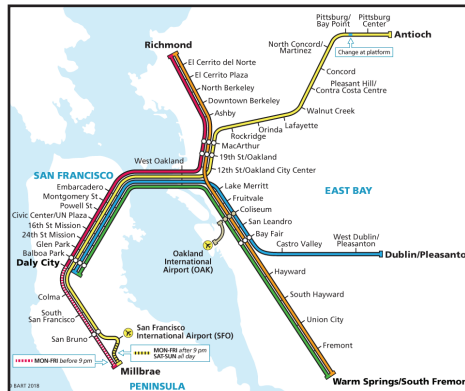 Pittsburg/
Bay Point
Pittsburg
Center
Antioch
Change at platform
North Concord/
Martinez
Concord
Pleasant Hill/
Contra Costa Centre
Walnut Creek
Lafayette
Orinda
Rockridge
Richmond
El Cerrito del Norte
El Cerrito Plaza
North Berkeley
Downtown Berkeley
Ashby
MacArthur
19th St/Oakland
12th St/Oakland City Center
West Oakland
SAN FRANCISCO
Embarcadero
Montgomery St
Powell St
Civic Center/UN Plaza
16th St Mission
24th St Mission
Glen Park
Balboa Park
Daly City
Colma
South
San Francisco
San Bruno
EAST BAY
Lake Merritt
Fruitvale
Coliseum
San Leandro
Bay Fair
Oakland
International
Airport (OAK)
Castro Valley
West Dublin/
Pleasanton
Dublin/Pleasanto
Hayward
South Hayward
Union City
Fremont
Warm Springs/South Fremon
San Francisco
International Airport (SFO)
MON-FRI before 9 pm
MON-FRI after 9 pm
SAT-SUN all day
Millbrae
PENINSULA
BART 2018